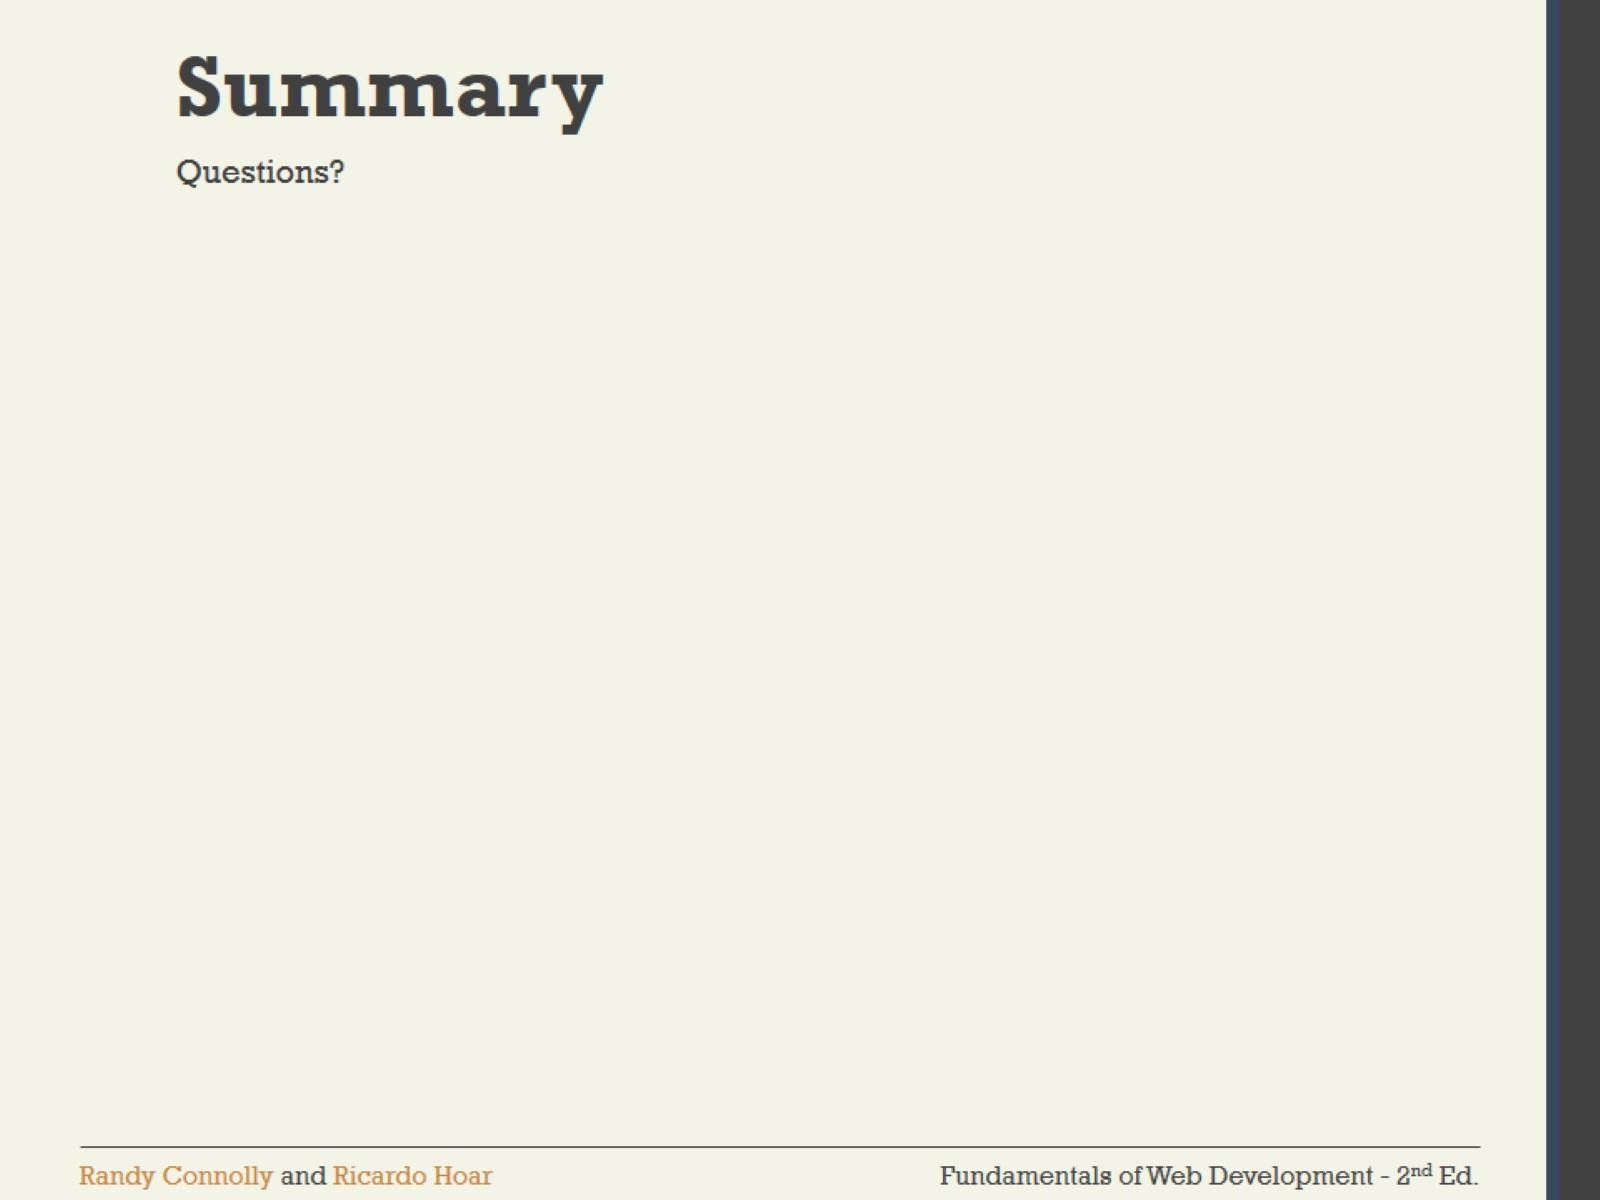 Summary
Questions?
Randy Connolly and Ricardo Hoar
Fundamentals of Web Development - 2nd Ed.